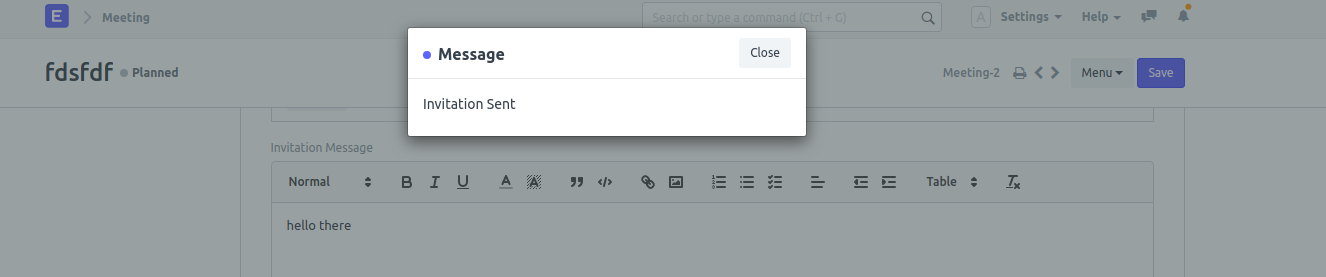 E Meeting Search or type a command (Ctrl + G) A Settings Help
Message Close
fdsfdf Planned Meeting-2 Menu Save
Invitation Sent
Invitation Message
Normal B I U A A Table Tx
hello there